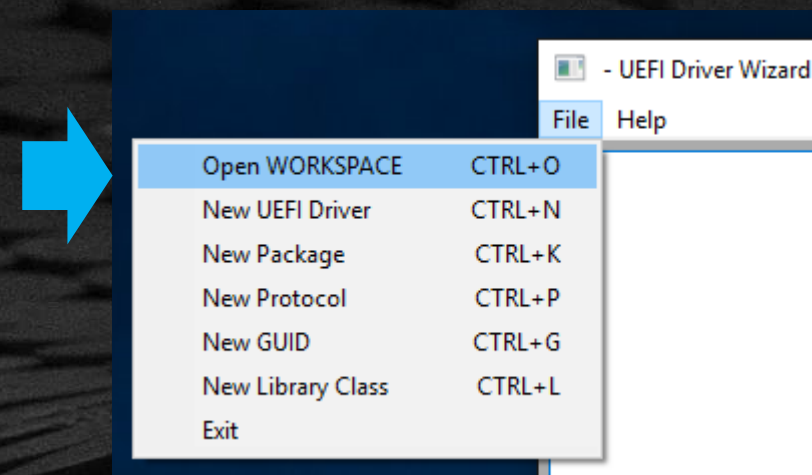 - UEFI Driver Wizard
File Help
Open WORKSPACE CTRL+O
New UEFI Driver CTRL+N
New Package CTRL+K
New Protocol CTRL+P
New GUID CTRL+G
New Library Class CTRL+L
Exit